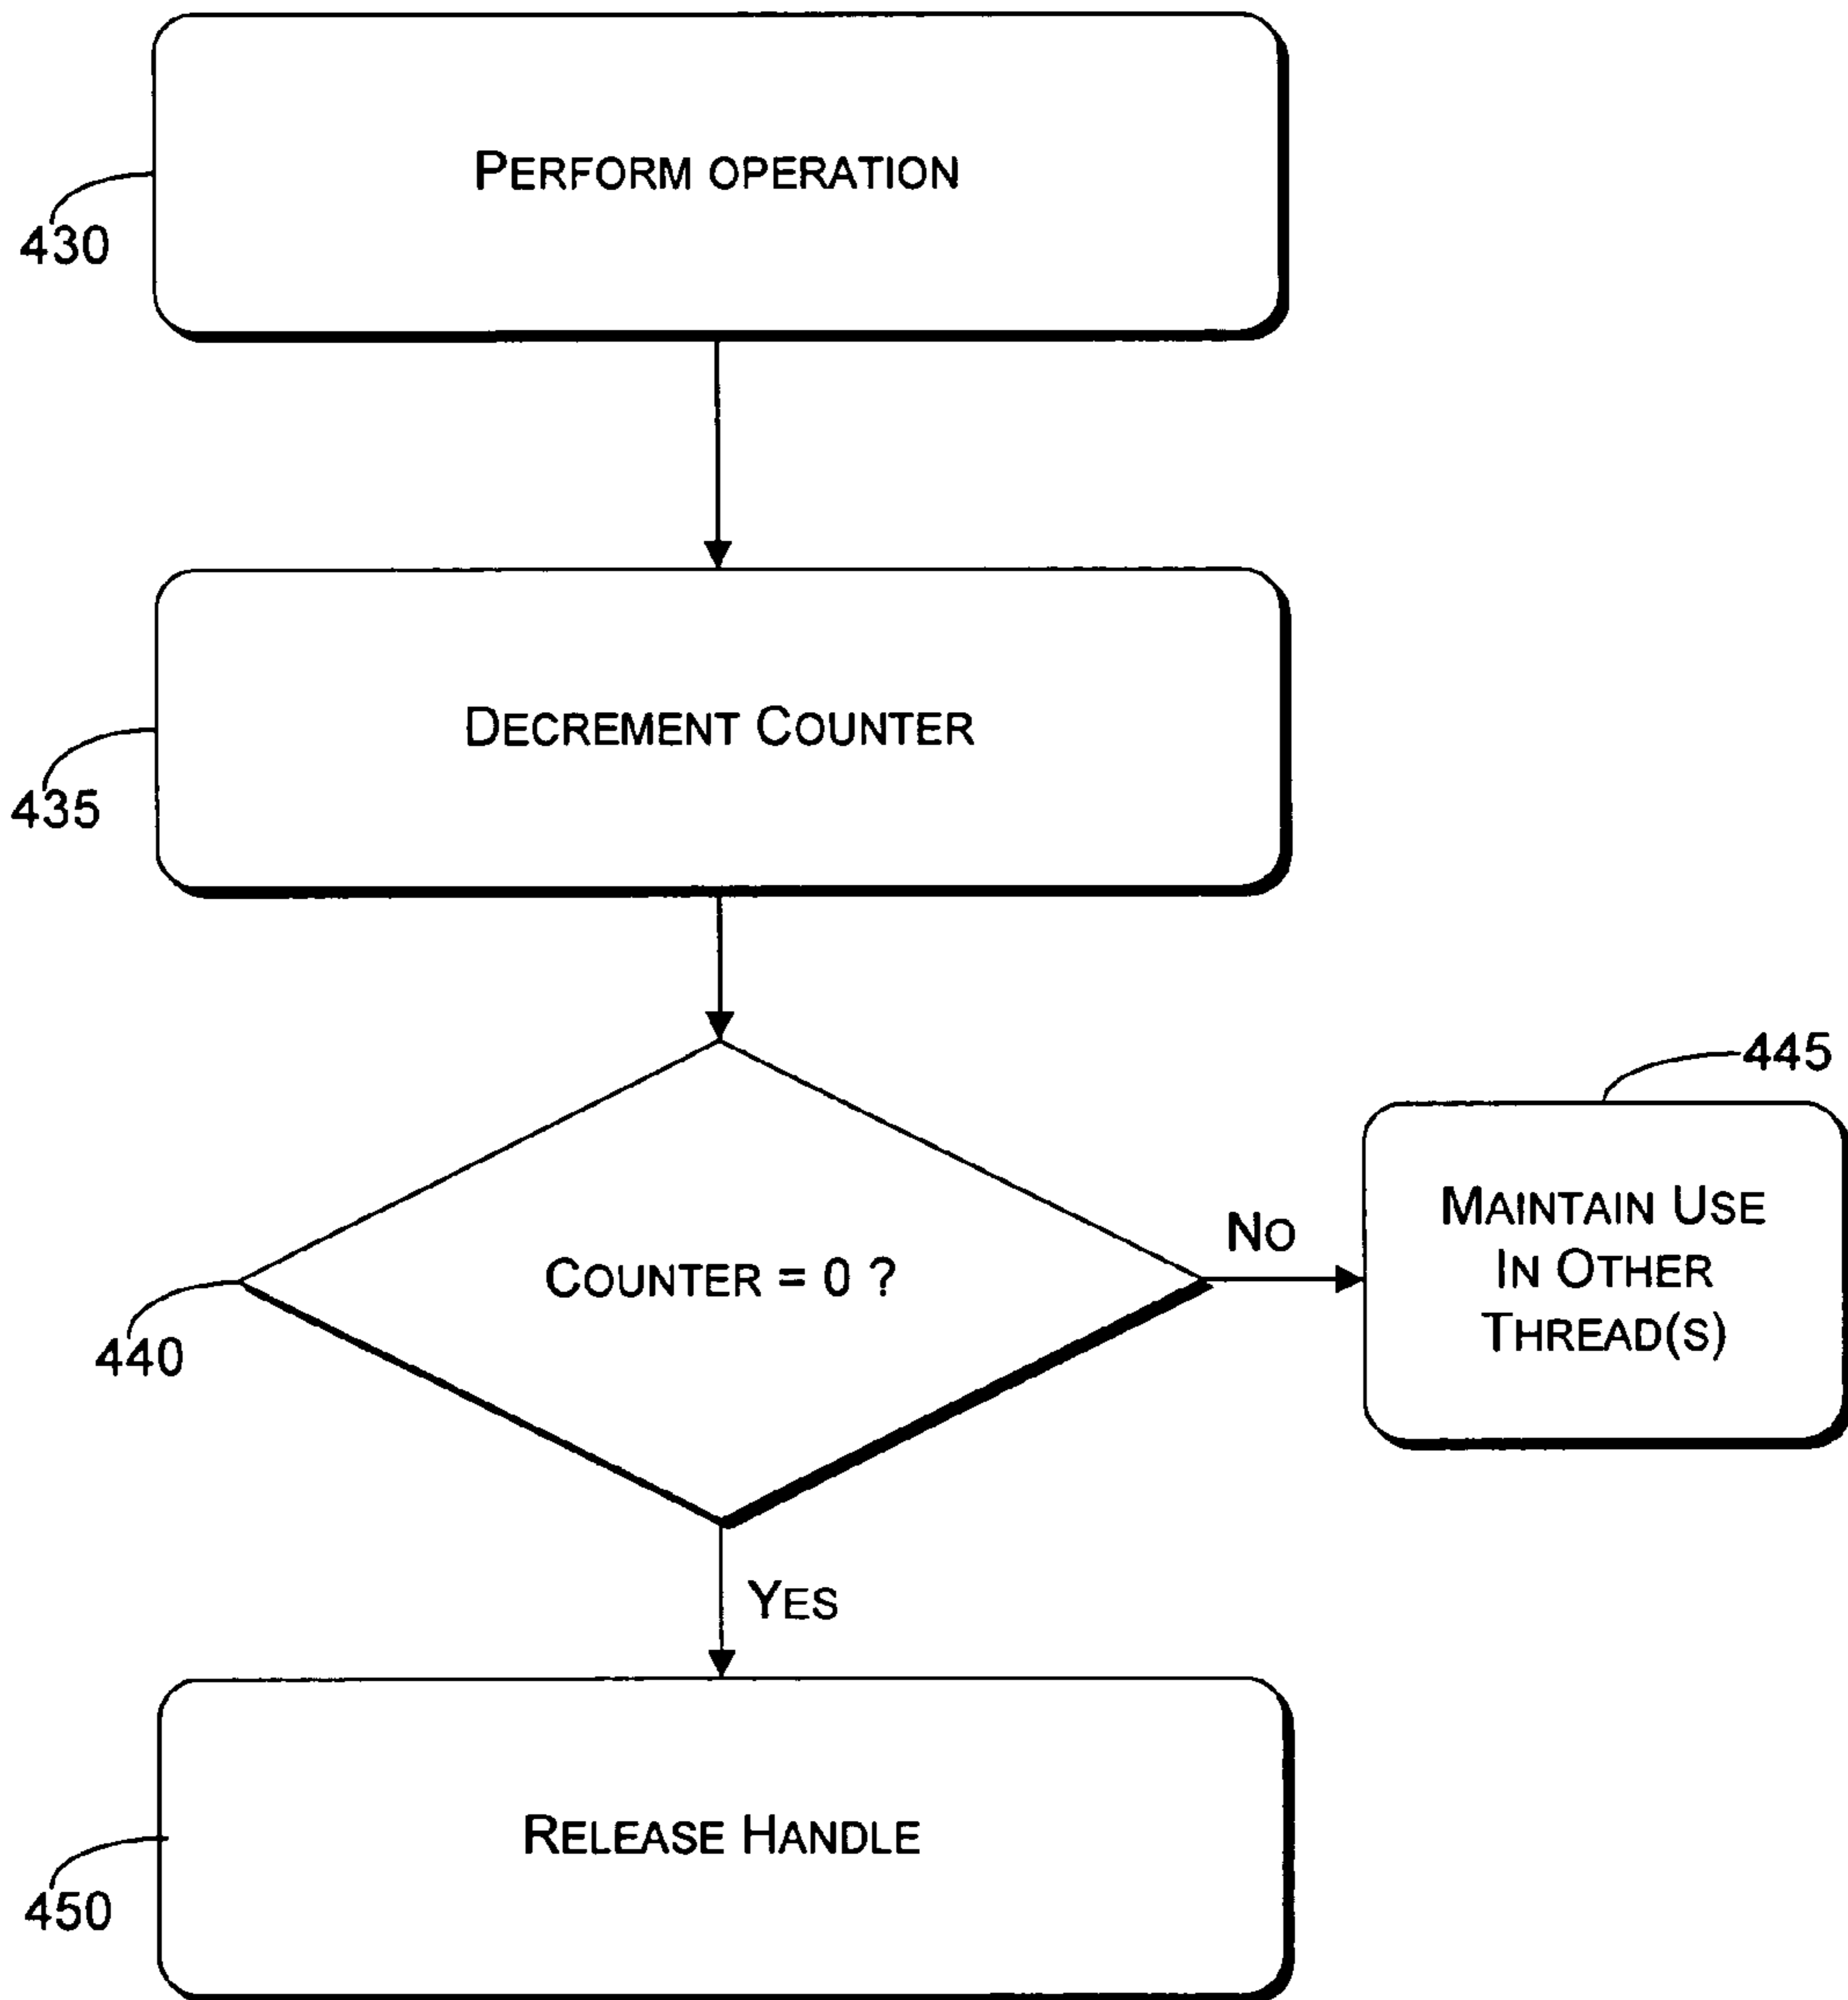 PERFORM OPERATION
430
DECREMENT COUNTER
435
445
COUNTER = 0 ?
NO
MAINTAIN USE
IN OTHER
THREAD(S)
440
YES
RELEASE HANDLE
450